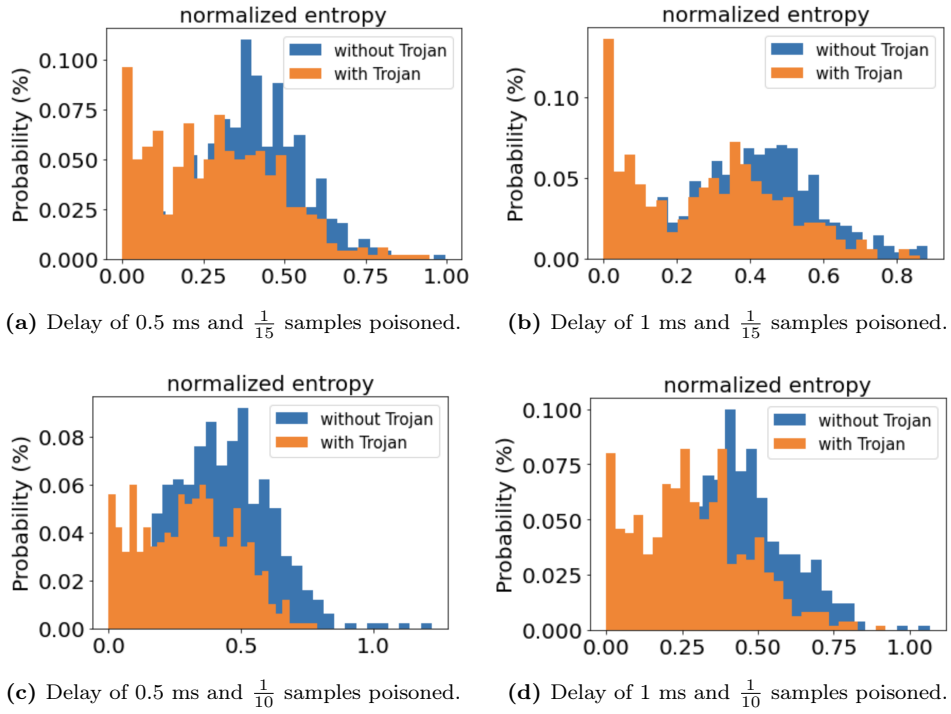 normalized entropy
Probability (%)
0.100
0.075
0.050
0.025
0.000
0.00 0.25 0.50 0.75 1.00
without Trojan
with Trojan
(a) Delay of 0.5 ms and 1/15 samples poisoned.
normalized entropy
Probability (%)
0.10
0.05
0.00
0.0 0.2 0.4 0.6 0.8
without Trojan
with Trojan
(b) Delay of 1 ms and 1/15 samples poisoned.
normalized entropy
Probability (%)
0.08
0.06
0.04
0.02
0.00
0.0 0.5 1.0
without Trojan
with Trojan
(c) Delay of 0.5 ms and 1/10 samples poisoned.
normalized entropy
Probability (%)
0.100
0.075
0.050
0.025
0.000
0.00 0.25 0.50 0.75 1.00
without Trojan
with Trojan
(d) Delay of 1 ms and 1/10 samples poisoned.